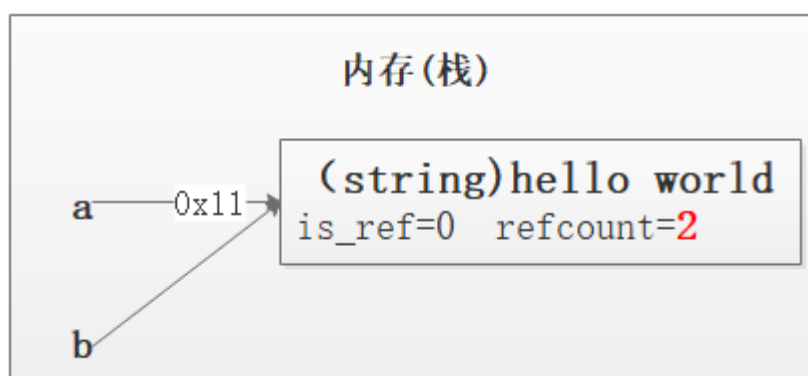 内存(栈)
(string)hello world
a 0x11
is_ref=0 refcount=2
b